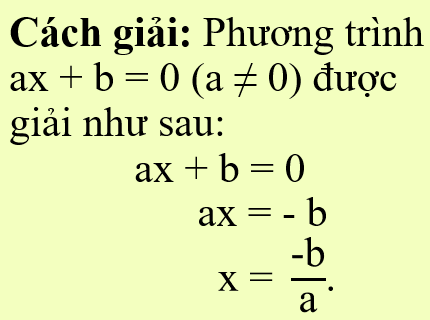 Cách giải: Phương trình
ax + b = 0 (a ≠ 0) được
giải như sau:
ax + b = 0
ax = - b
x = -b/a.